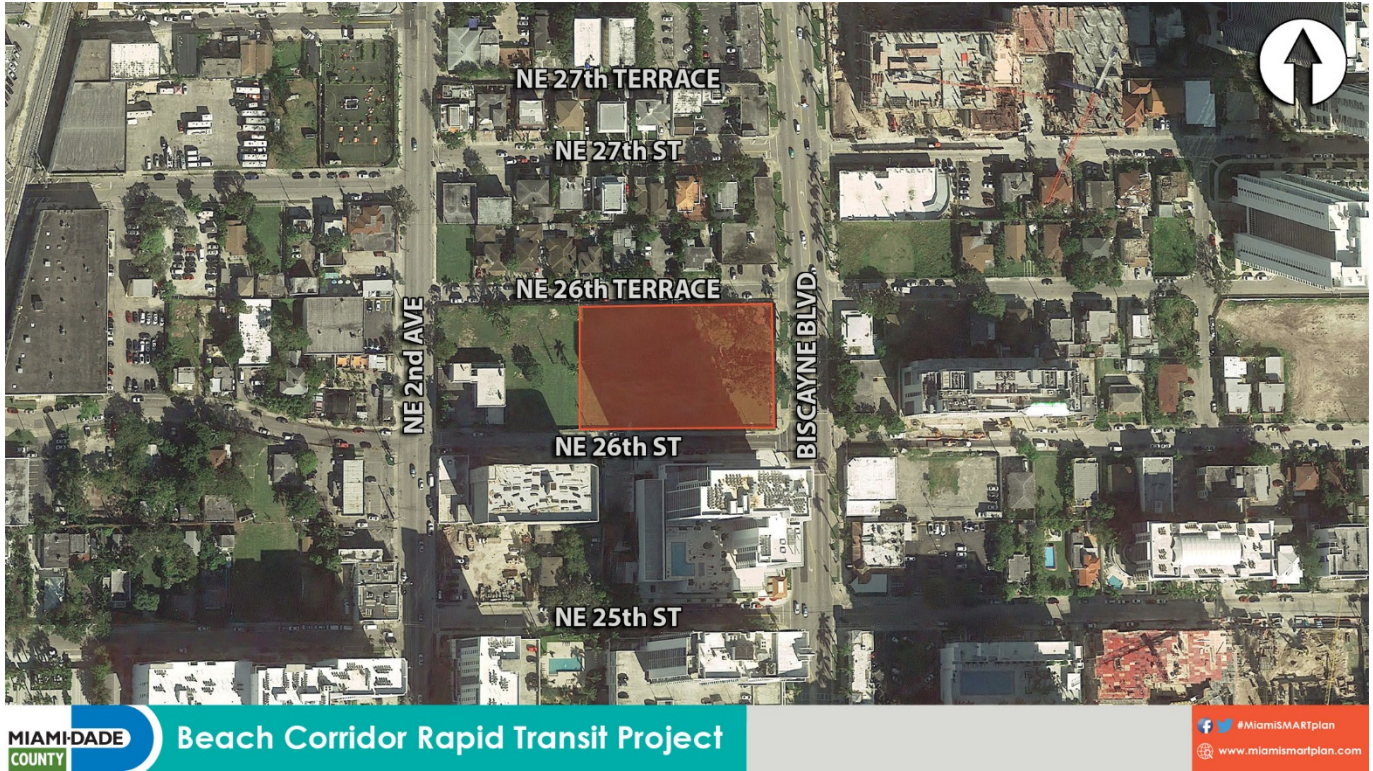 NE 27th TERRACE
NE 27th ST
NE 26th TERRACE
NE 2nd AVE
BISCAYNE BLVD.
NE 26th ST
NE 25th ST
MIAMI-DADE
COUNTY
Beach Corridor Rapid Transit Project
#MiamiSMARTplan
www.miamismartplan.com